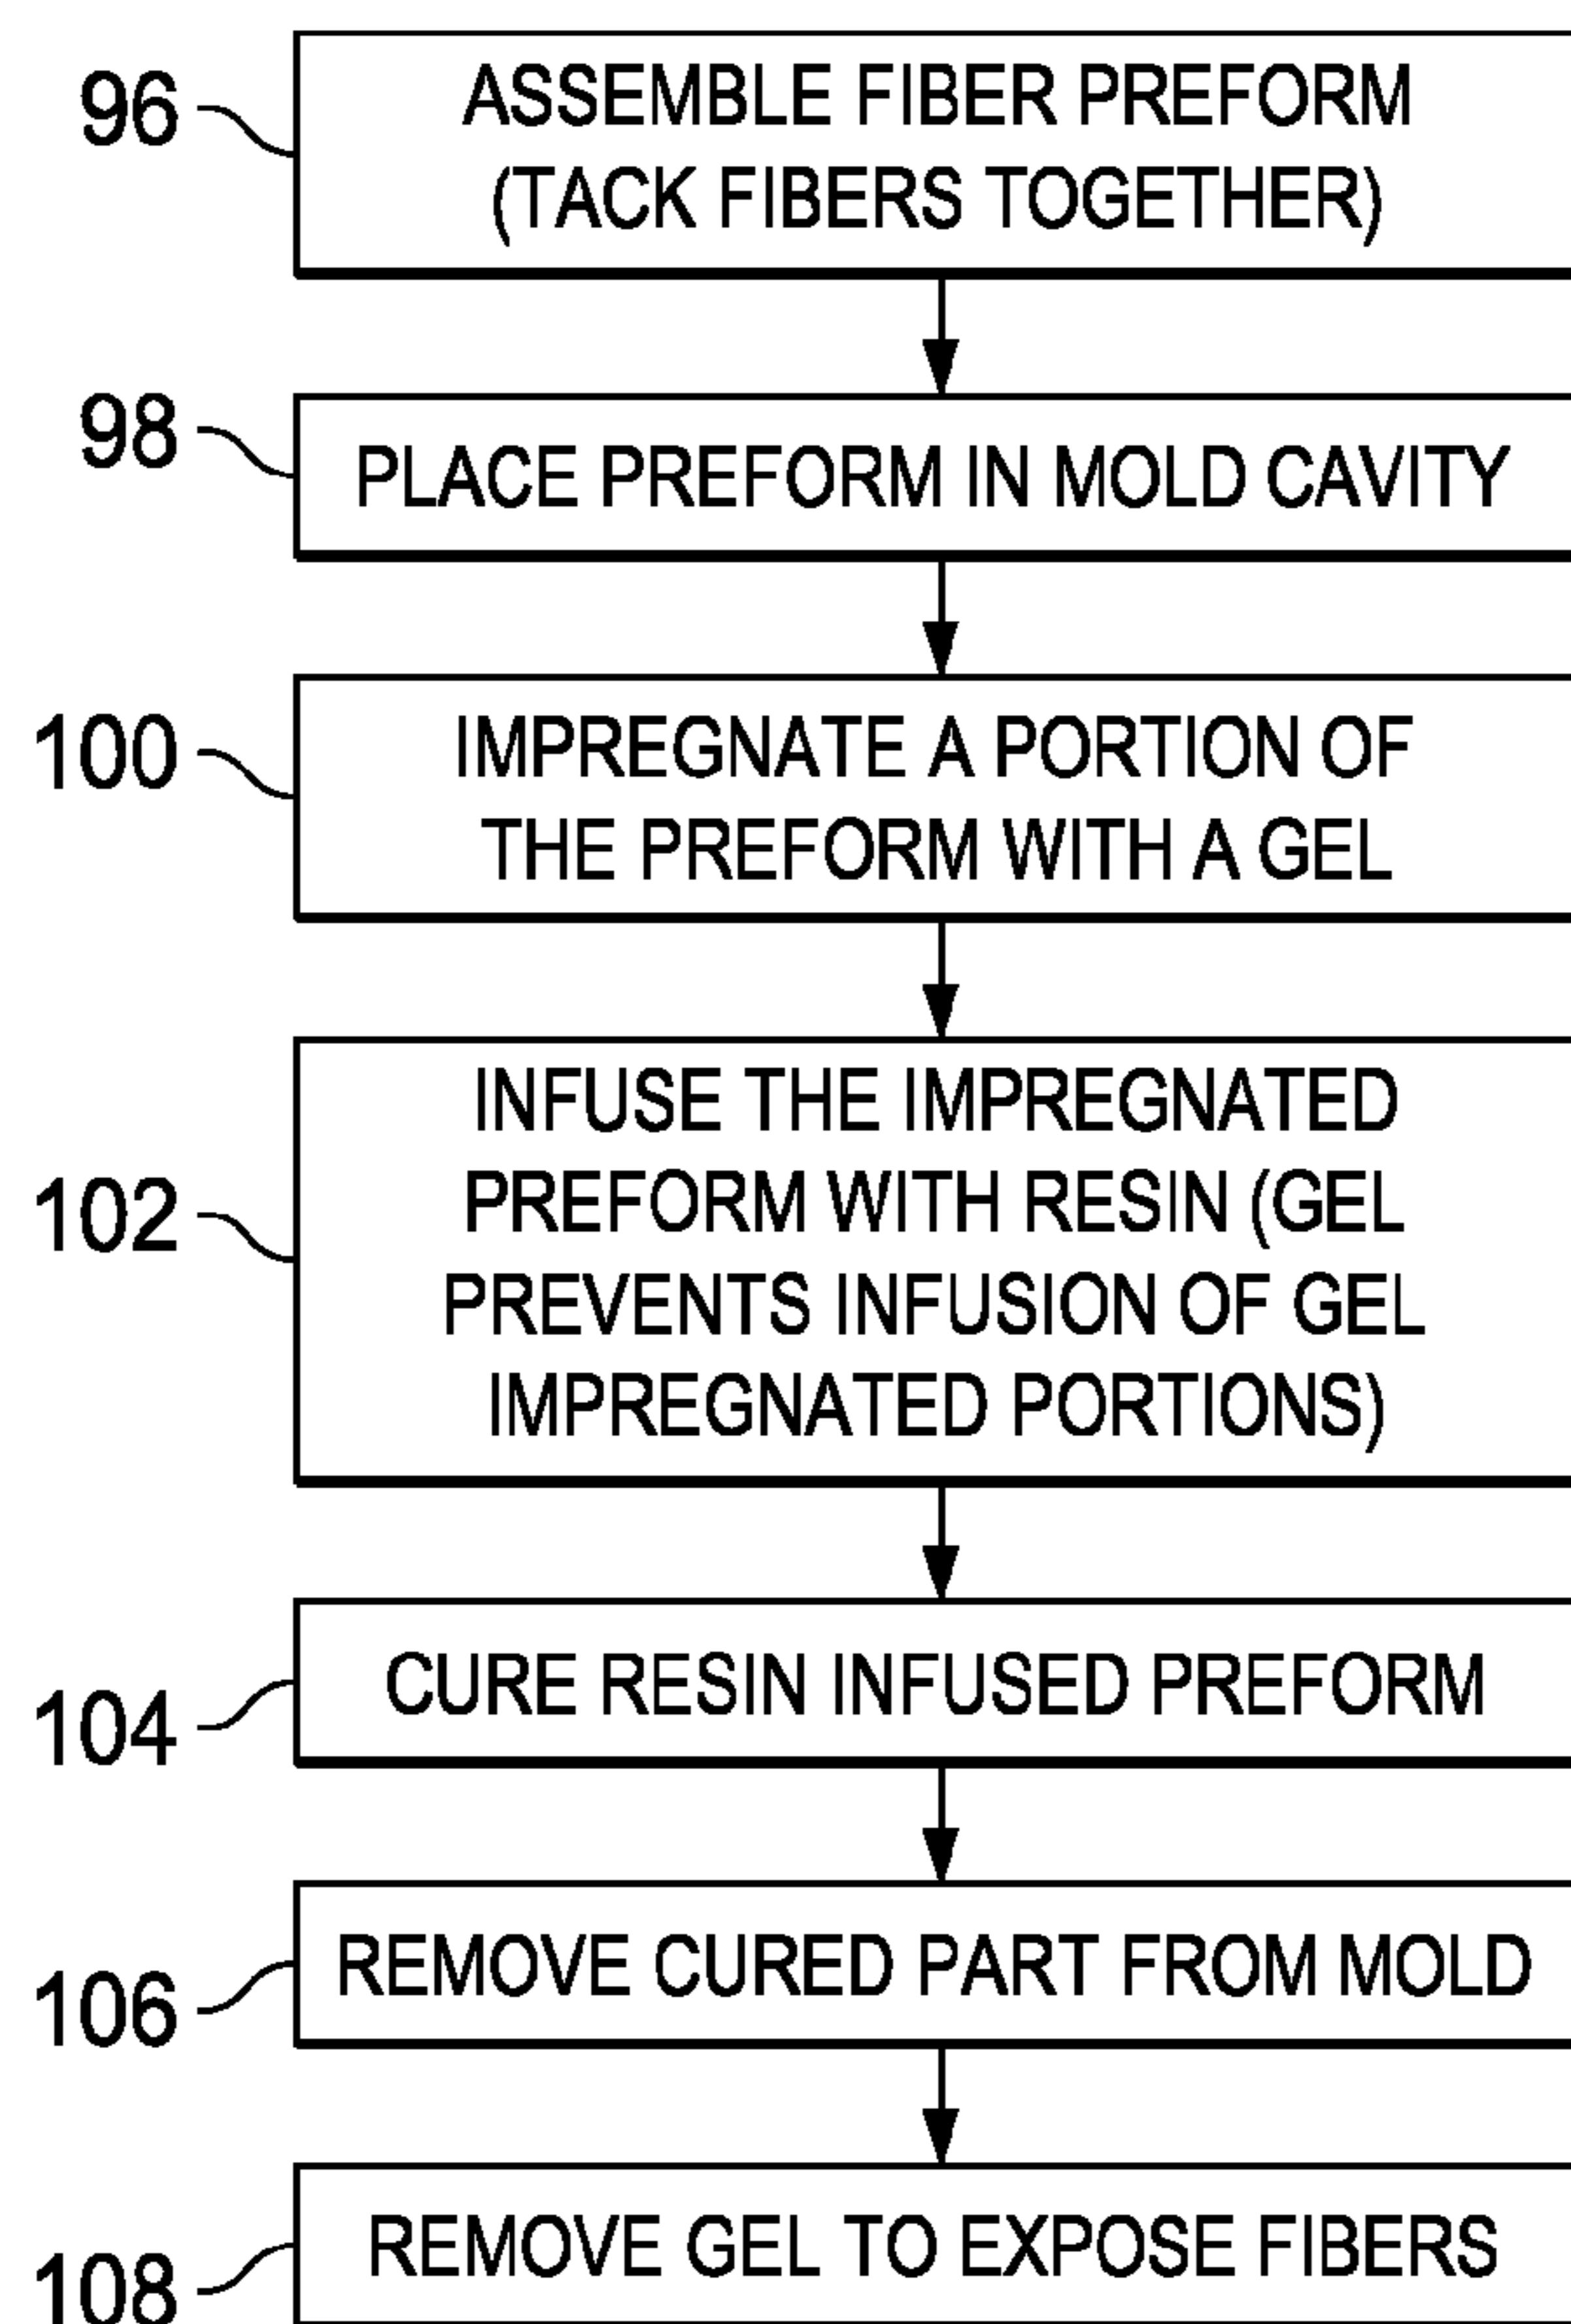 96
ASSEMBLE FIBER PREFORM
(TACK FIBERS TOGETHER)
98
PLACE PREFORM IN MOLD CAVITY
100
IMPREGNATE A PORTION OF
THE PREFORM WITH A GEL
102
INFUSE THE IMPREGNATED
PREFORM WITH RESIN (GEL
PREVENTS INFUSION OF GEL
IMPREGNATED PORTIONS)
104
CURE RESIN INFUSED PREFORM
106
REMOVE CURED PART FROM MOLD
108
REMOVE GEL TO EXPOSE FIBERS